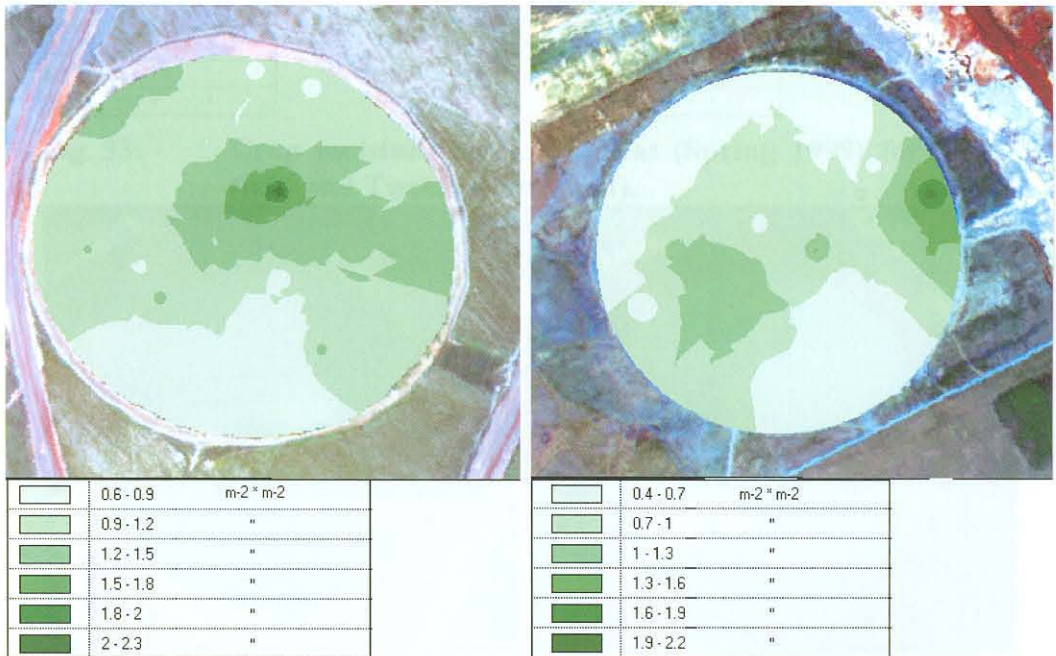 0.6 - 0.9 m-2 * m-2
0.9 - 1.2 "
1.2 - 1.5 "
1.5 - 1.8 "
1.8 - 2 "
2 - 2.3 "
0.4 - 0.7 m-2 * m-2
0.7 - 1 "
1 - 1.3 "
1.3 - 1.6 "
1.6 - 1.9 "
1.9 - 2.2 "